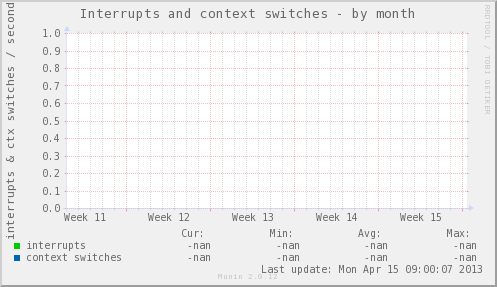 Interrupts and context switches - by month
RRDTOOL / TOBI OETIKER
interrupts & ctx switches / second
1.0
0.9
0.8
0.7
0.6
0.5
0.4
0.3
0.2
0.1
0.0
Week 11 Week 12 Week 13 Week 14 Week 15
Cur: Min: Avg: Max:
interrupts -nan -nan -nan -nan
context switches -nan -nan -nan -nan
Last update: Mon Apr 15 09:00:07 2013
Munin 2.0.12